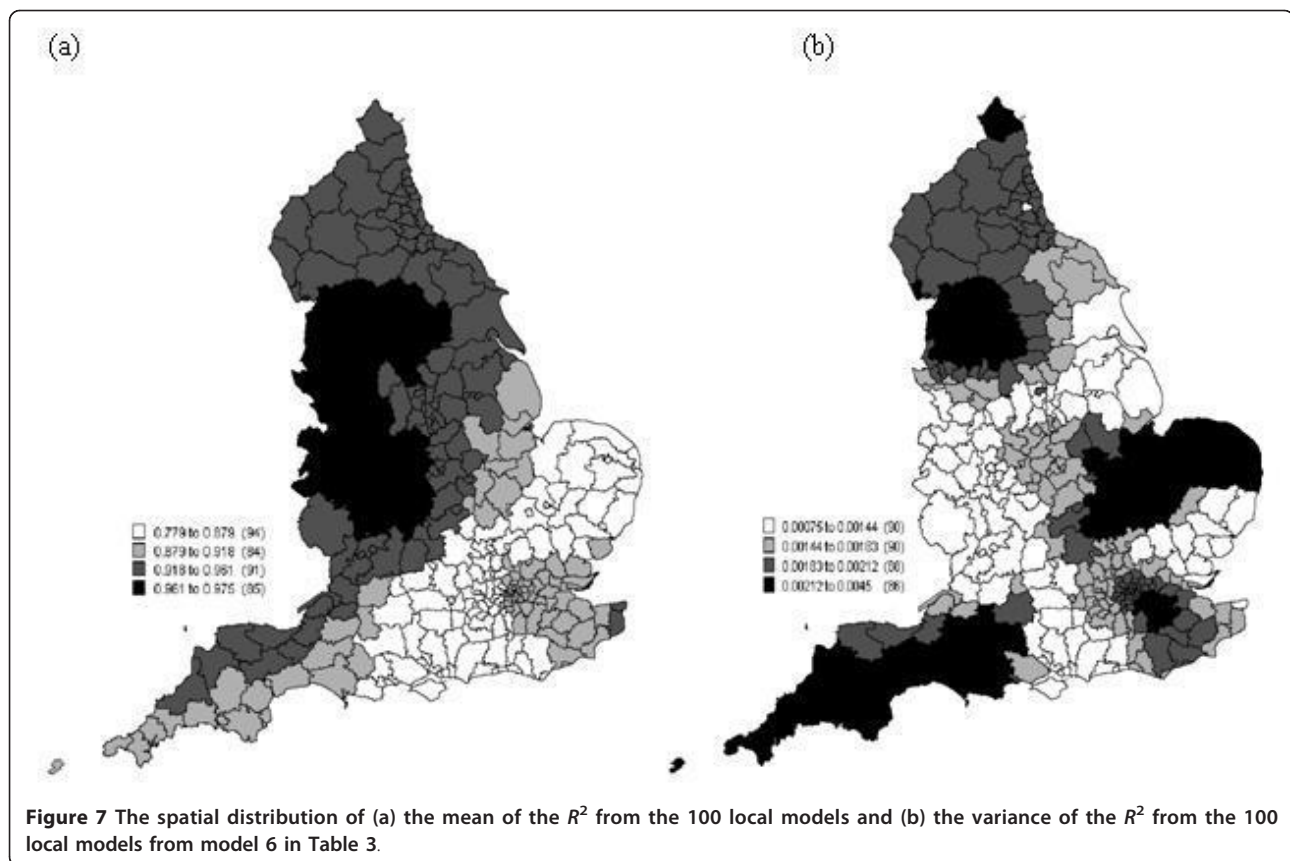 (a)
(b)
0.779 to 0.879 (94)
0.879 to 0.918 (84)
0.918 to 0.961 (91)
0.961 to 0.975 (85)
0.00075 to 0.00144 (90)
0.00144 to 0.00183 (90)
0.00183 to 0.00212 (88)
0.00212 to 0.0045 (86)
Figure 7 The spatial distribution of (a) the mean of the R² from the 100 local models and (b) the variance of the R² from the 100
local models from model 6 in Table 3.